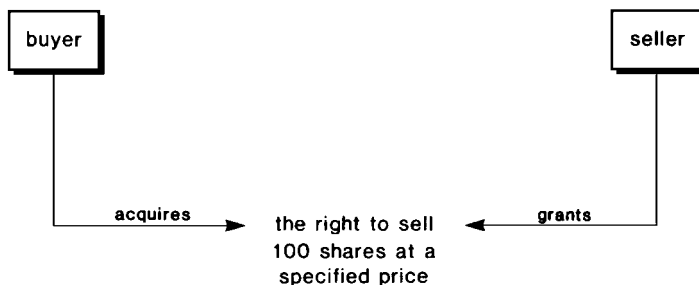 buyer
seller
acquires
grants
the right to sell
100 shares at a
specified price